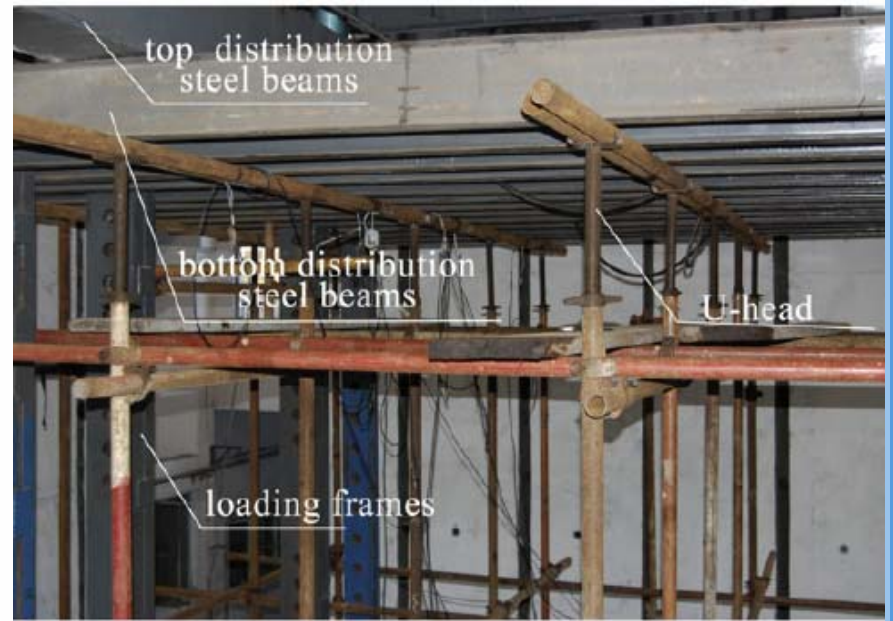 top distribution
steel beams
bottom distribution
steel beams
U-head
loading frames